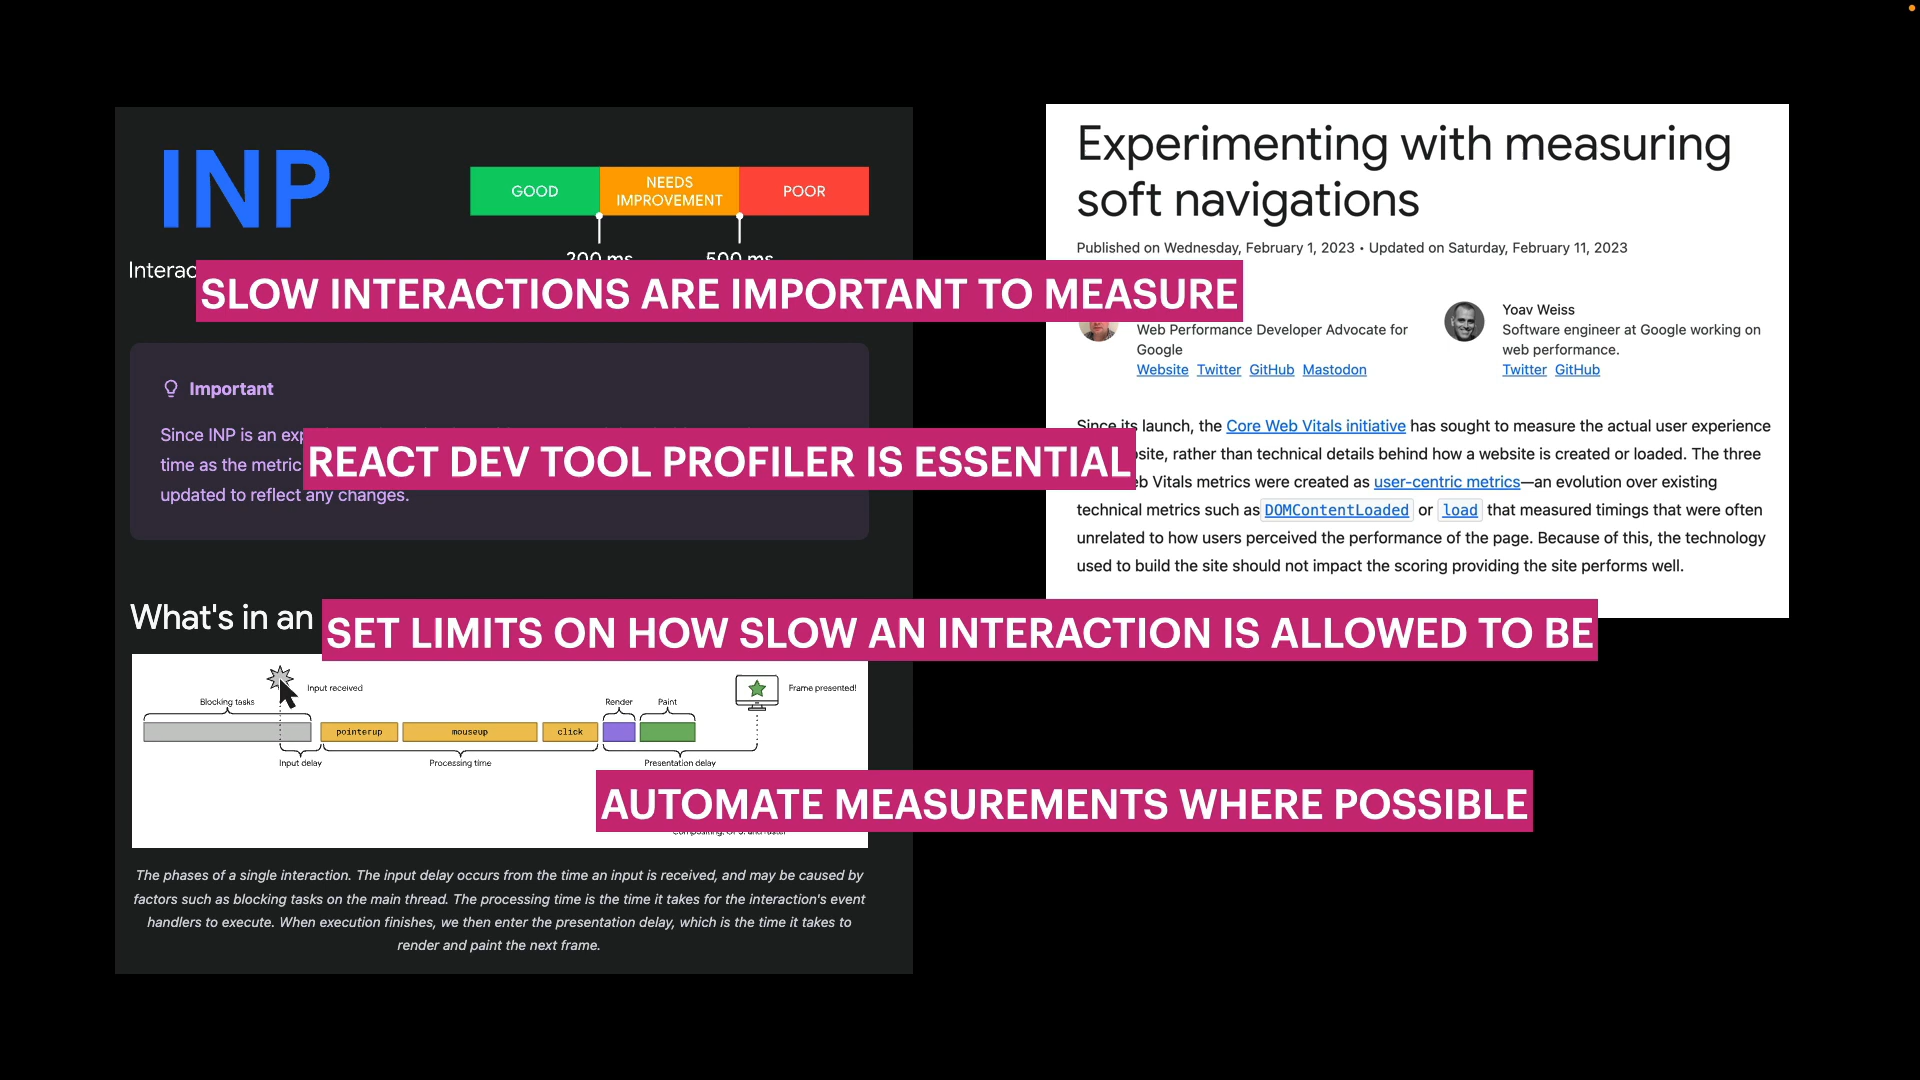 INP
GOOD
NEEDS
IMPROVEMENT
POOR
200 ms
500 ms
SLOW INTERACTIONS ARE IMPORTANT TO MEASURE
Important
Since INP is an
time as the metric
updated to reflect any changes.
REACT DEV TOOL PROFILER IS ESSENTIAL
What's in an
SET LIMITS ON HOW SLOW AN INTERACTION IS ALLOWED TO BE
Input received
Frame presented!
Blocking tasks
Render
Paint
pointerup
mouseup
click
Input delay
Processing time
Presentation delay
AUTOMATE MEASUREMENTS WHERE POSSIBLE
The phases of a single interaction. The input delay occurs from the time an input is received, and may be caused by
factors such as blocking tasks on the main thread. The processing time is the time it takes for the interaction's event
handlers to execute. When execution finishes, we then enter the presentation delay, which is the time it takes to
render and paint the next frame.
Experimenting with measuring
soft navigations
Published on Wednesday, February 1, 2023 • Updated on Saturday, February 11, 2023
Web Performance Developer Advocate for
Google
Website Twitter GitHub Mastodon
Yoav Weiss
Software engineer at Google working on
web performance.
Twitter GitHub
Since its launch, the Core Web Vitals initiative has sought to measure the actual user experience
rather than technical details behind how a website is created or loaded. The three
Vitals metrics were created as user-centric metrics—an evolution over existing
technical metrics such as DOMContentLoaded or load that measured timings that were often
unrelated to how users perceived the performance of the page. Because of this, the technology
used to build the site should not impact the scoring providing the site performs well.